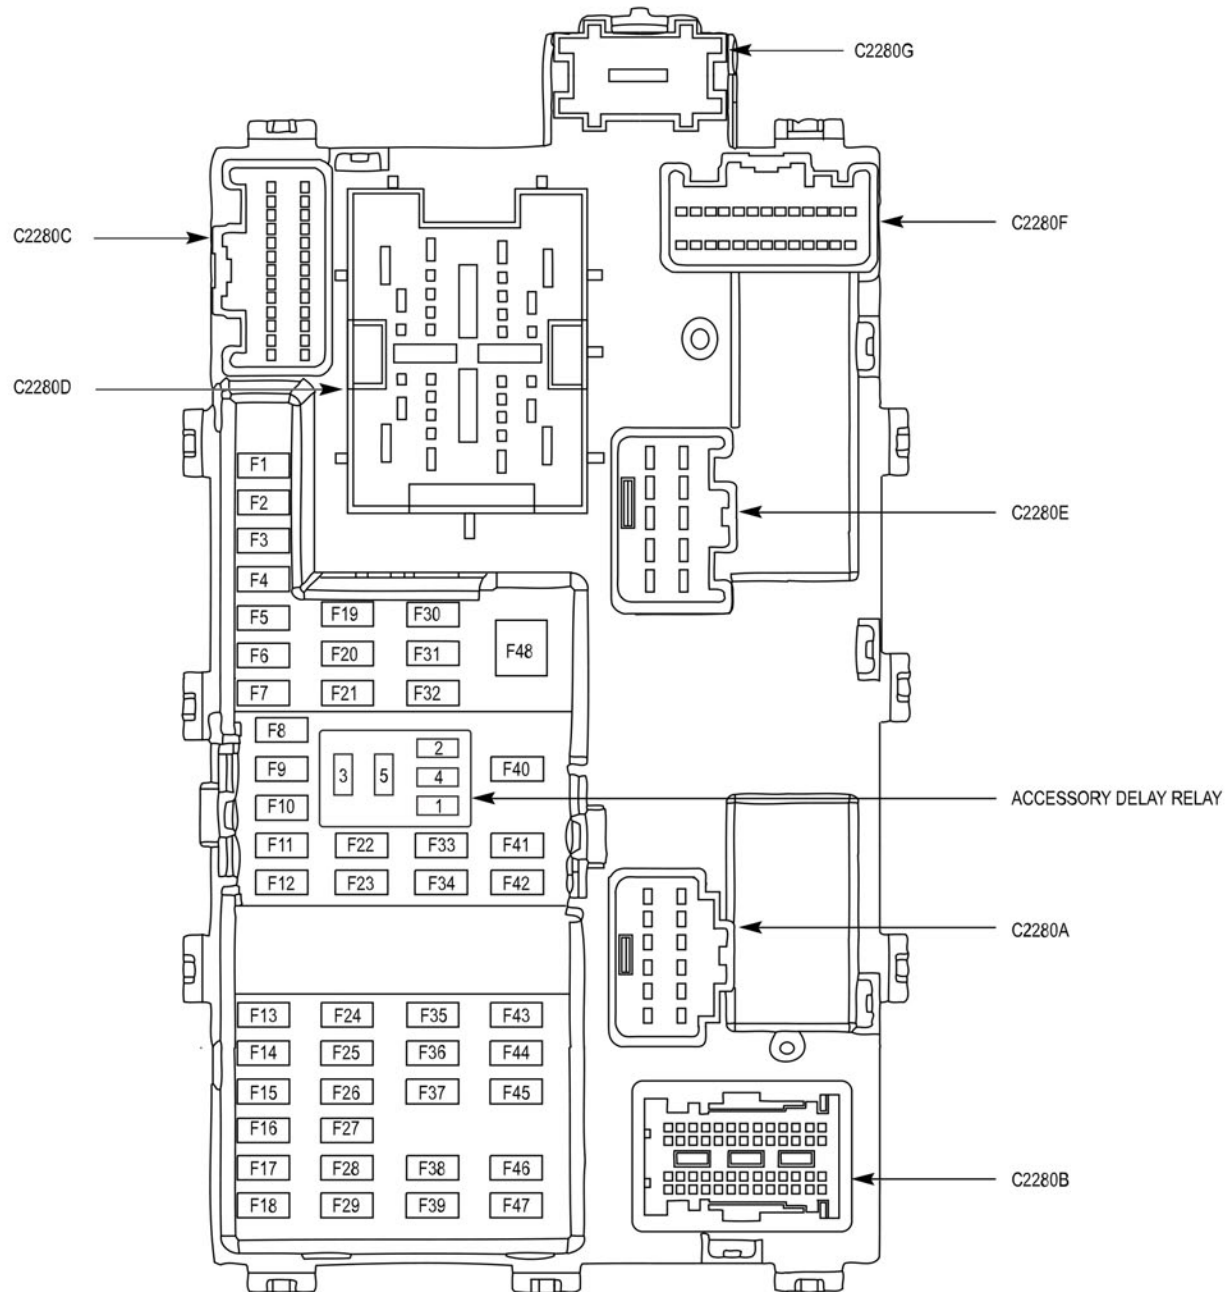 C2280G
C2280C
C2280F
C2280D
F1
F2
C2280E
F3
F4
F5 F19 F30
F6 F20 F31 F48
F7 F21 F32
F8
2
F9 3 5 4 F40
F10 1 ACCESSORY DELAY RELAY
F11 F22 F33 F41
F12 F23 F34 F42
C2280A
F13 F24 F35 F43
F14 F25 F36 F44
F15 F26 F37 F45
F16 F27
F17 F28 F38 F46
C2280B
F18 F29 F39 F47